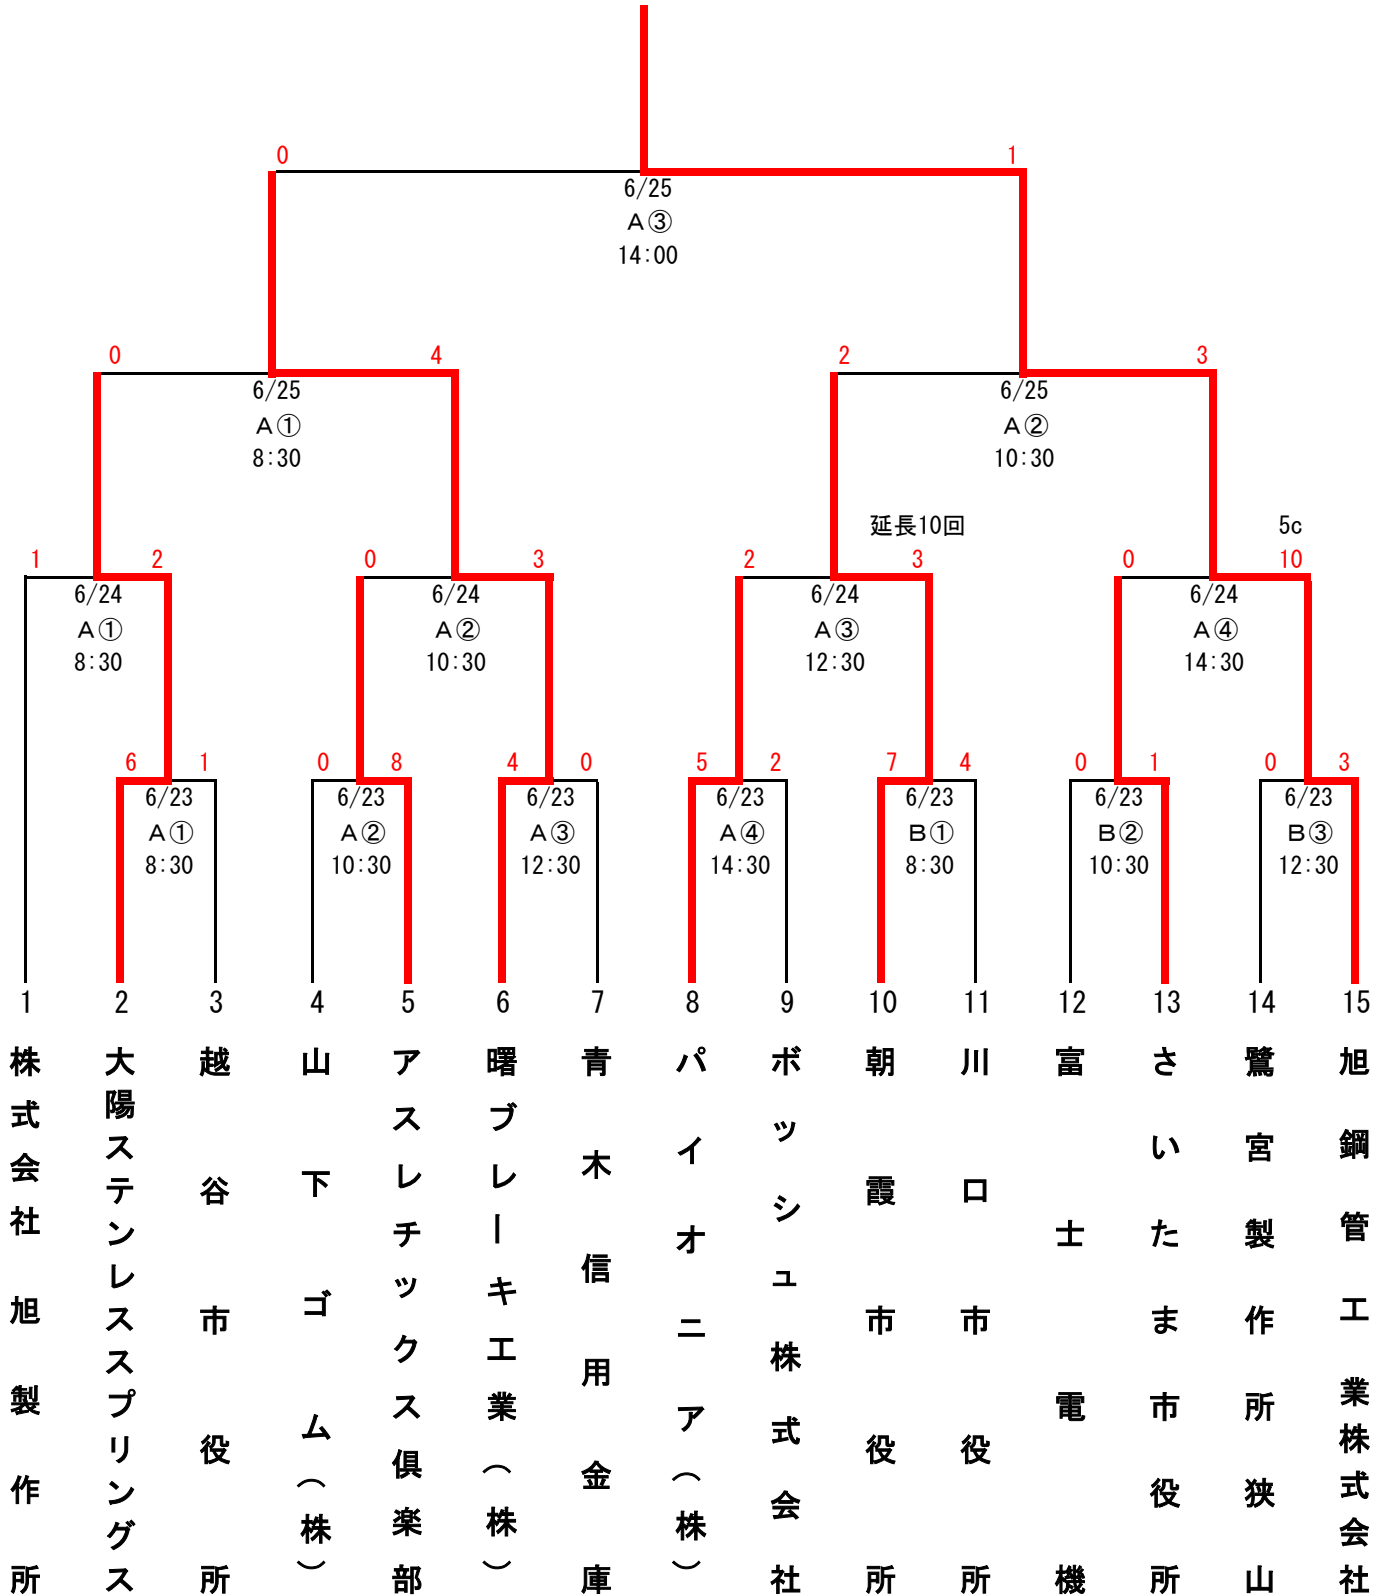 0
1
6/25
A③
14:00
0
4
2
3
6/25
A①
8:30
6/25
A②
10:30
延長10回
5c
1
2
0
3
2
3
0
10
6/24
A①
8:30
6/24
A②
10:30
6/24
A③
12:30
6/24
A④
14:30
6
1
0
8
4
0
5
2
7
4
0
1
0
3
6/23
A①
8:30
6/23
A②
10:30
6/23
A③
12:30
6/23
A④
14:30
6/23
B①
8:30
6/23
B②
10:30
6/23
B③
12:30
1
2
3
4
5
6
7
8
9
10
11
12
13
14
15
株式会社旭製作所
大陽ステンレススプリングス
越谷市役所
山下ゴム(株)
アスレチックス倶楽部
曙ブレーキ工業(株)
青木信用金庫
パイオニア(株)
ボッシュ株式会社
朝霞市役所
川口市役所
富士電機
さいたま市役所
鷺宮製作所狭山
旭鋼管工業株式会社